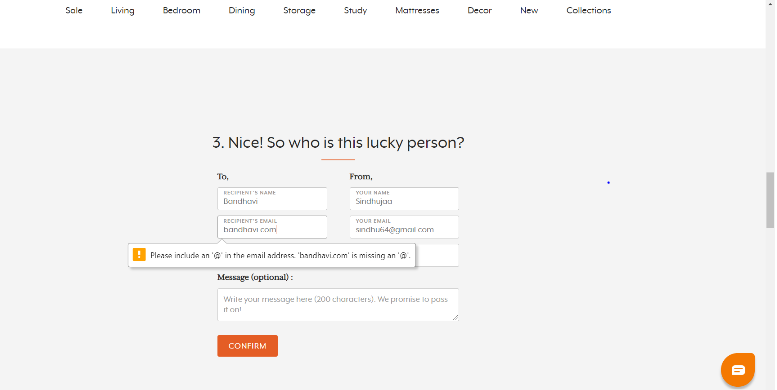 Sale Living Bedroom Dining Storage Study Mattresses Decor New Collections
3. Nice! So who is this lucky person?
To, From,
RECIPIENT'S NAME YOUR NAME
Bandhavi Sindhujaa
RECIPIENT'S EMAIL YOUR EMAIL
bandhavi.com sindhu64@gmail.com
! Please include an '@' in the email address. 'bandhavi.com' is missing an '@'.
Message (optional) :
Write your message here (200 characters). We promise to pass
it on!
CONFIRM